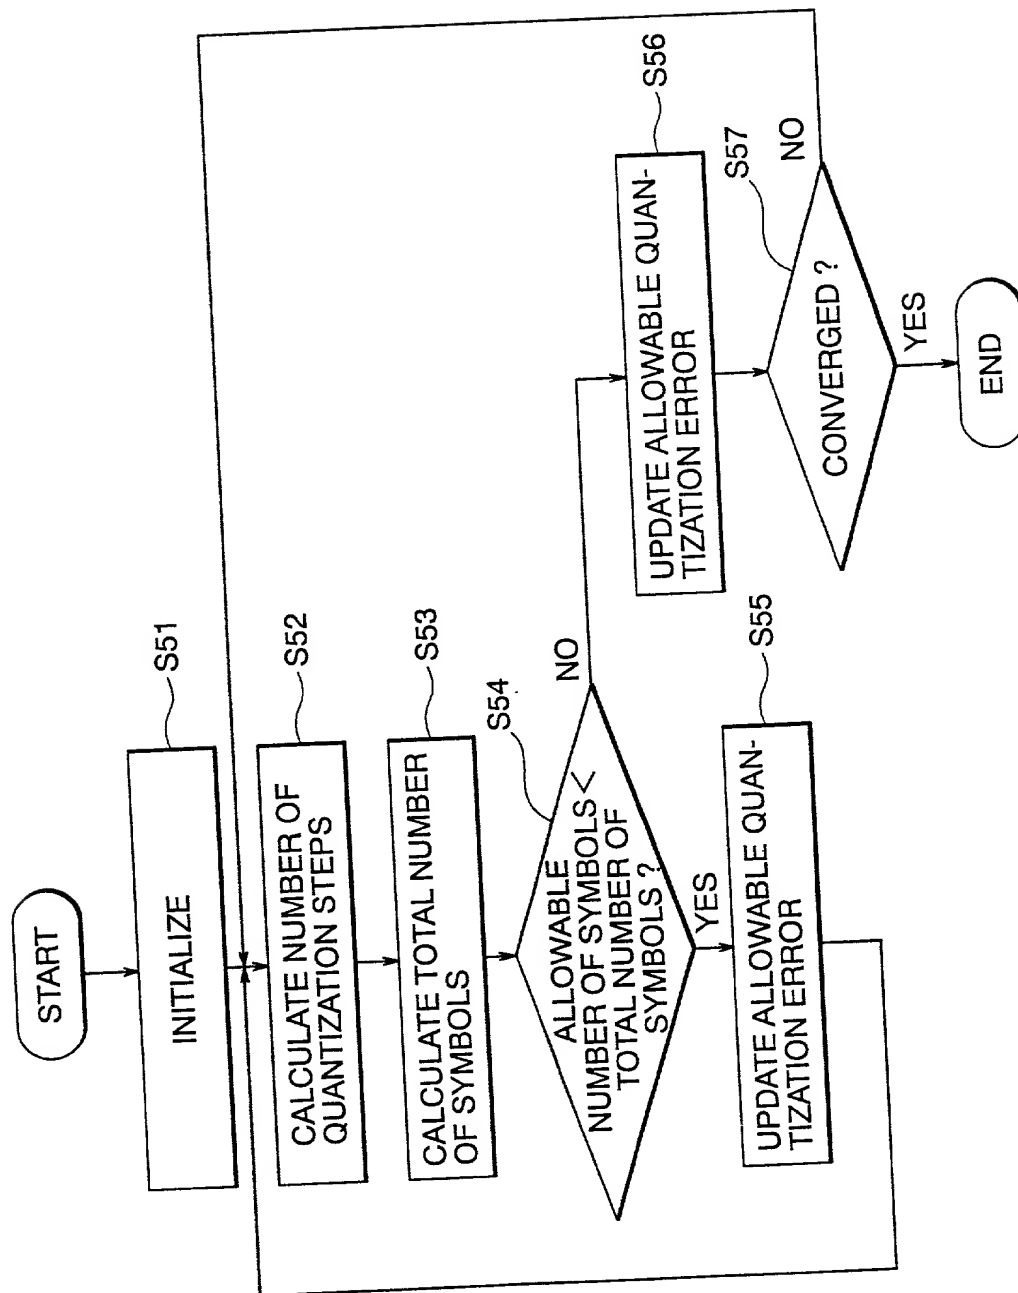 START
INITIALIZE
S51
CALCULATE NUMBER OF
QUANTIZATION STEPS
S52
CALCULATE TOTAL NUMBER
OF SYMBOLS
S53
ALLOWABLE
NUMBER OF SYMBOLS <
TOTAL NUMBER OF
SYMBOLS ?
S54
NO
YES
UPDATE ALLOWABLE QUAN-
TIZATION ERROR
S55
UPDATE ALLOWABLE QUAN-
TIZATION ERROR
S56
CONVERGED ?
S57
NO
YES
END